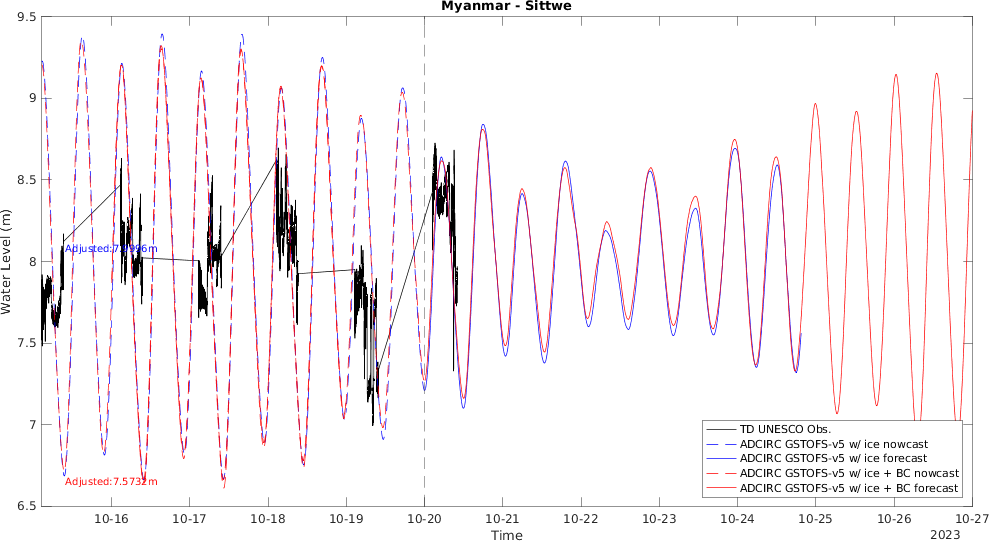 Myanmar - Sittwe
Water Level (m)
9.5
9
8.5
8
7.5
7
6.5
Adjusted:7.5732m
10-16
10-17
10-18
10-19
10-20
10-21
10-22
10-23
10-24
10-25
10-26
10-27
Time
2023
TD UNESCO Obs.
ADCIRC GSTOFS-v5 w/ ice nowcast
ADCIRC GSTOFS-v5 w/ ice forecast
ADCIRC GSTOFS-v5 w/ ice + BC nowcast
ADCIRC GSTOFS-v5 w/ ice + BC forecast